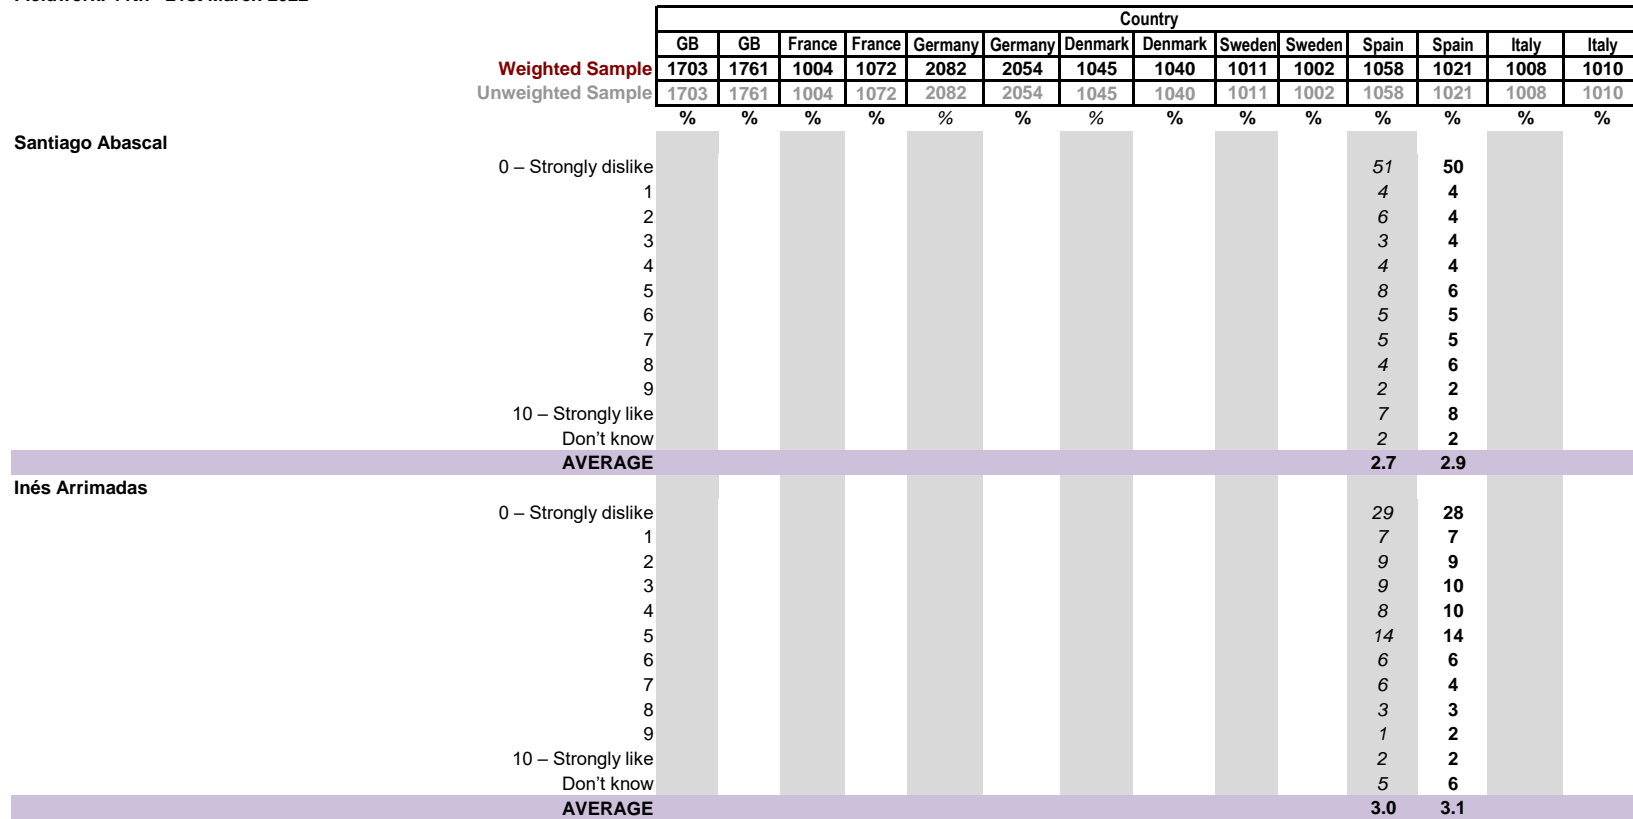 Country
GB GB France France Germany Germany Denmark Denmark Sweden Sweden Spain Spain Italy Italy
Weighted Sample 1703 1761 1004 1072 2082 2054 1045 1040 1011 1002 1058 1021 1008 1010
Unweighted Sample 1703 1761 1004 1072 2082 2054 1045 1040 1011 1002 1058 1021 1008 1010
% % % % % % % % % % % % % %
Santiago Abascal
0 – Strongly dislike 51 50
1 4 4
2 6 4
3 3 4
4 4 4
5 8 6
6 5 5
7 5 5
8 4 6
9 2 2
10 – Strongly like 7 8
Don't know 2 2
AVERAGE 2.7 2.9
Inés Arrimadas
0 – Strongly dislike 29 28
1 7 7
2 9 9
3 9 10
4 8 10
5 14 14
6 6 6
7 6 4
8 3 3
9 1 2
10 – Strongly like 2 2
Don't know 5 6
AVERAGE 3.0 3.1